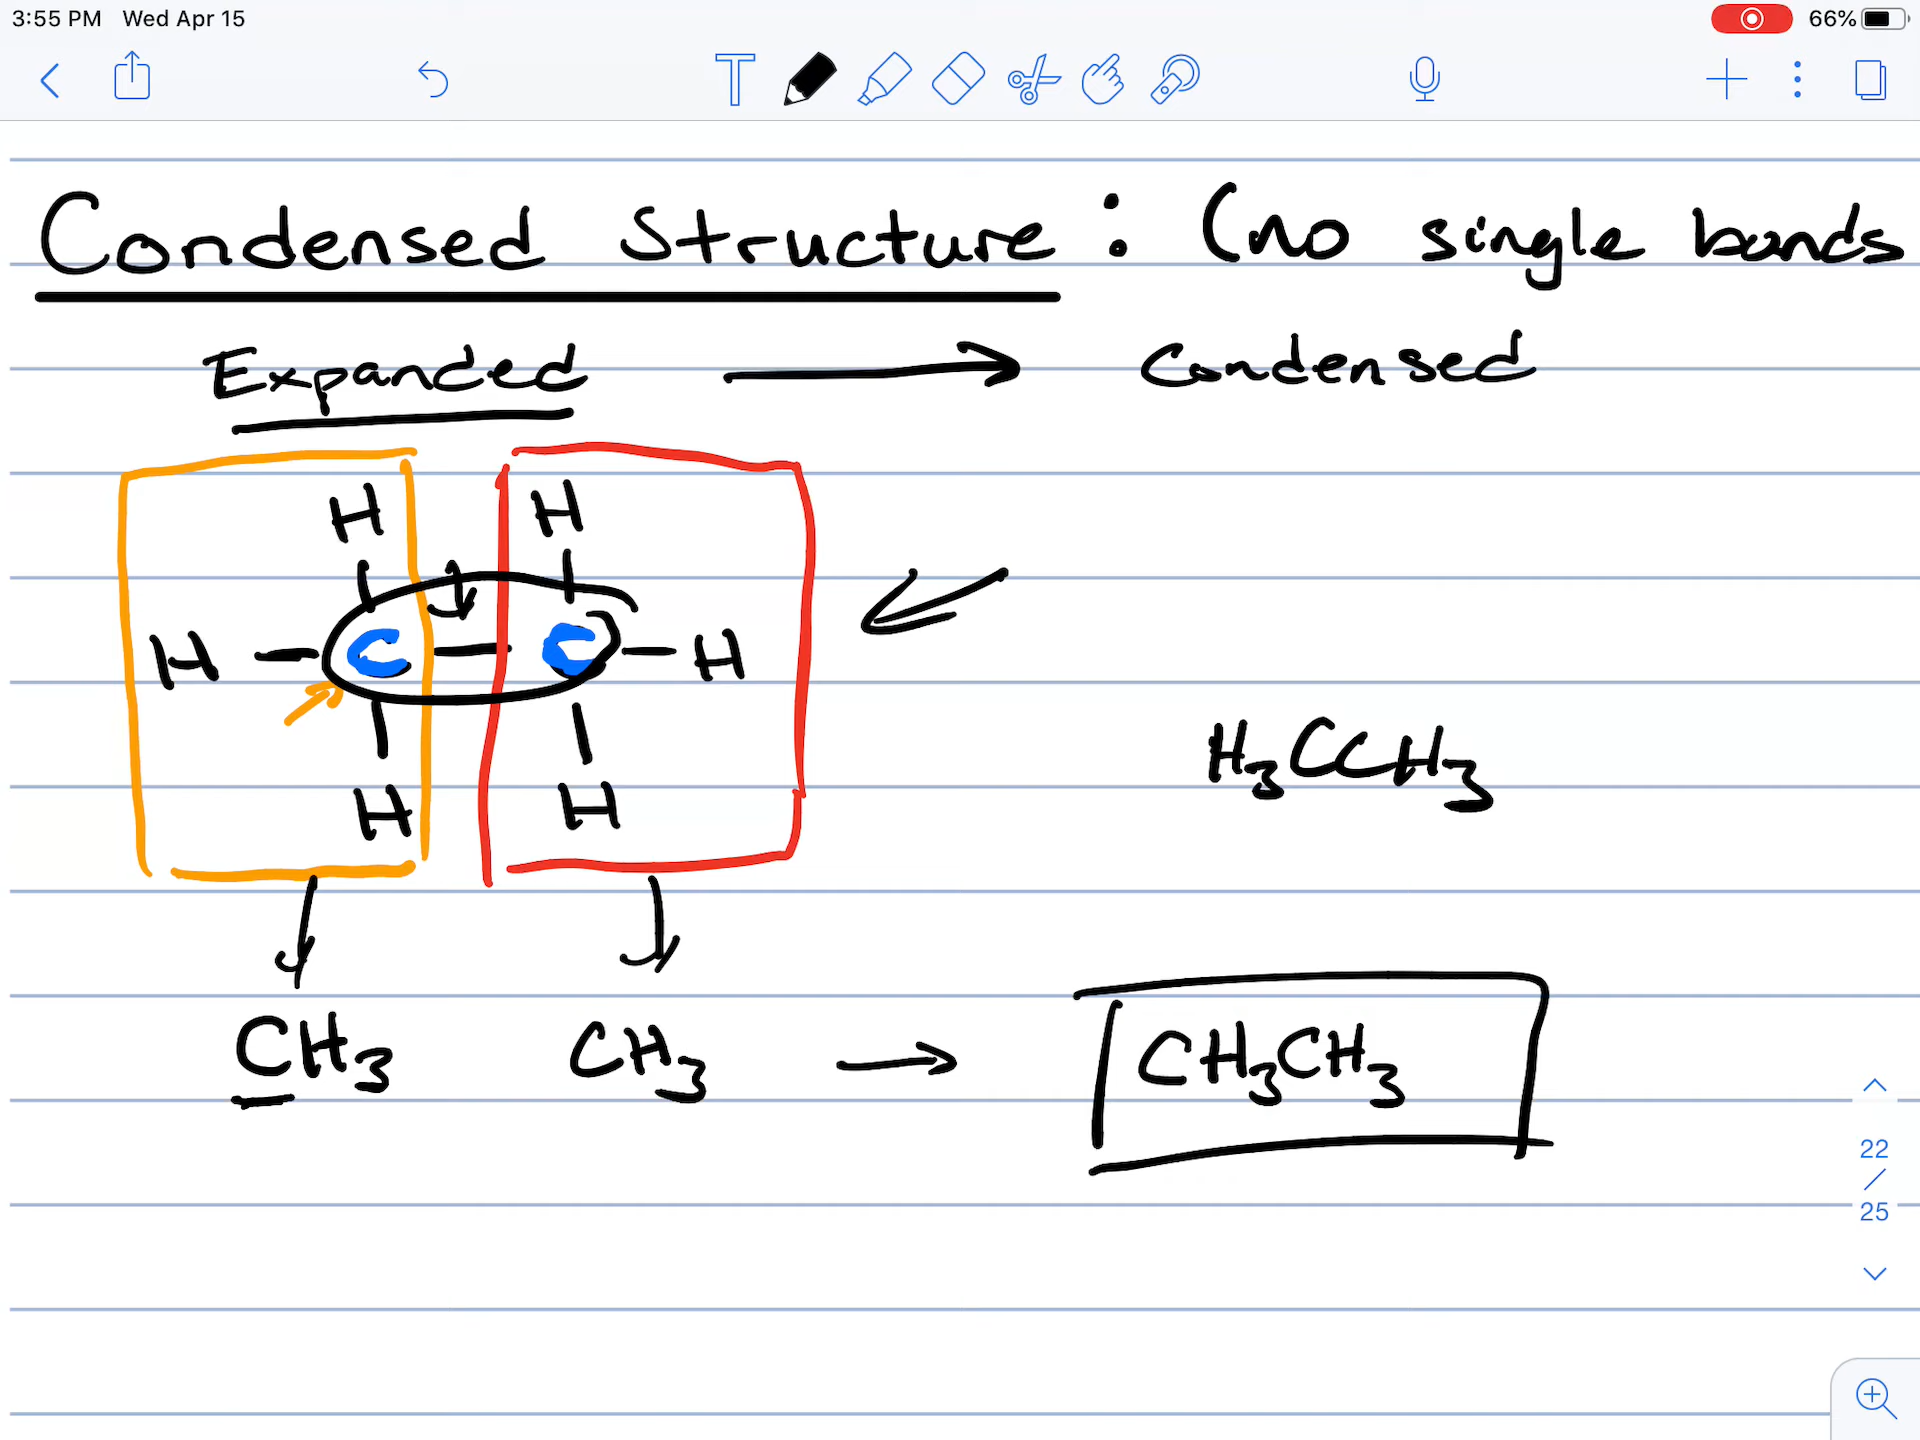 3:55 PM Wed Apr 15 66%
T
Condensed Structure : (no single bonds
Expanded → Condensed
H H
H - C - C - H
H H
H₃CCH₃
CH₃ CH₃ → CH₃CH₃
22
/
25